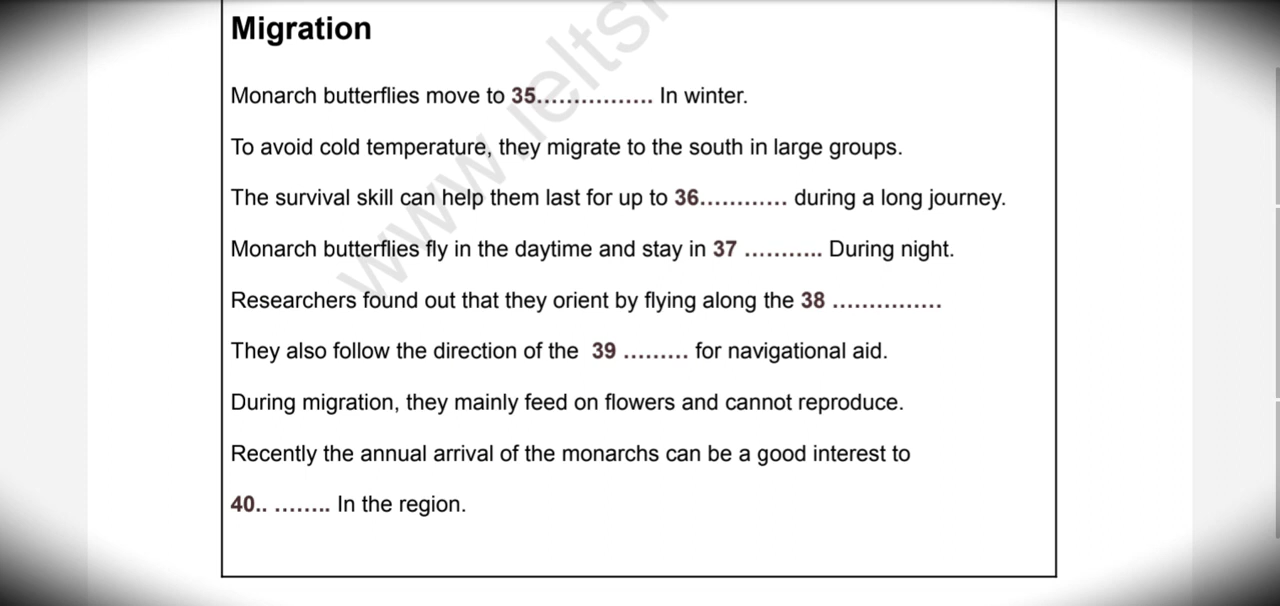 Migration
Monarch butterflies move to 35................ In winter.
To avoid cold temperature, they migrate to the south in large groups.
The survival skill can help them last for up to 36............ during a long journey.
Monarch butterflies fly in the daytime and stay in 37 ........... During night.
Researchers found out that they orient by flying along the 38 ...............
They also follow the direction of the 39 ......... for navigational aid.
During migration, they mainly feed on flowers and cannot reproduce.
Recently the annual arrival of the monarchs can be a good interest to
40.. ........ In the region.